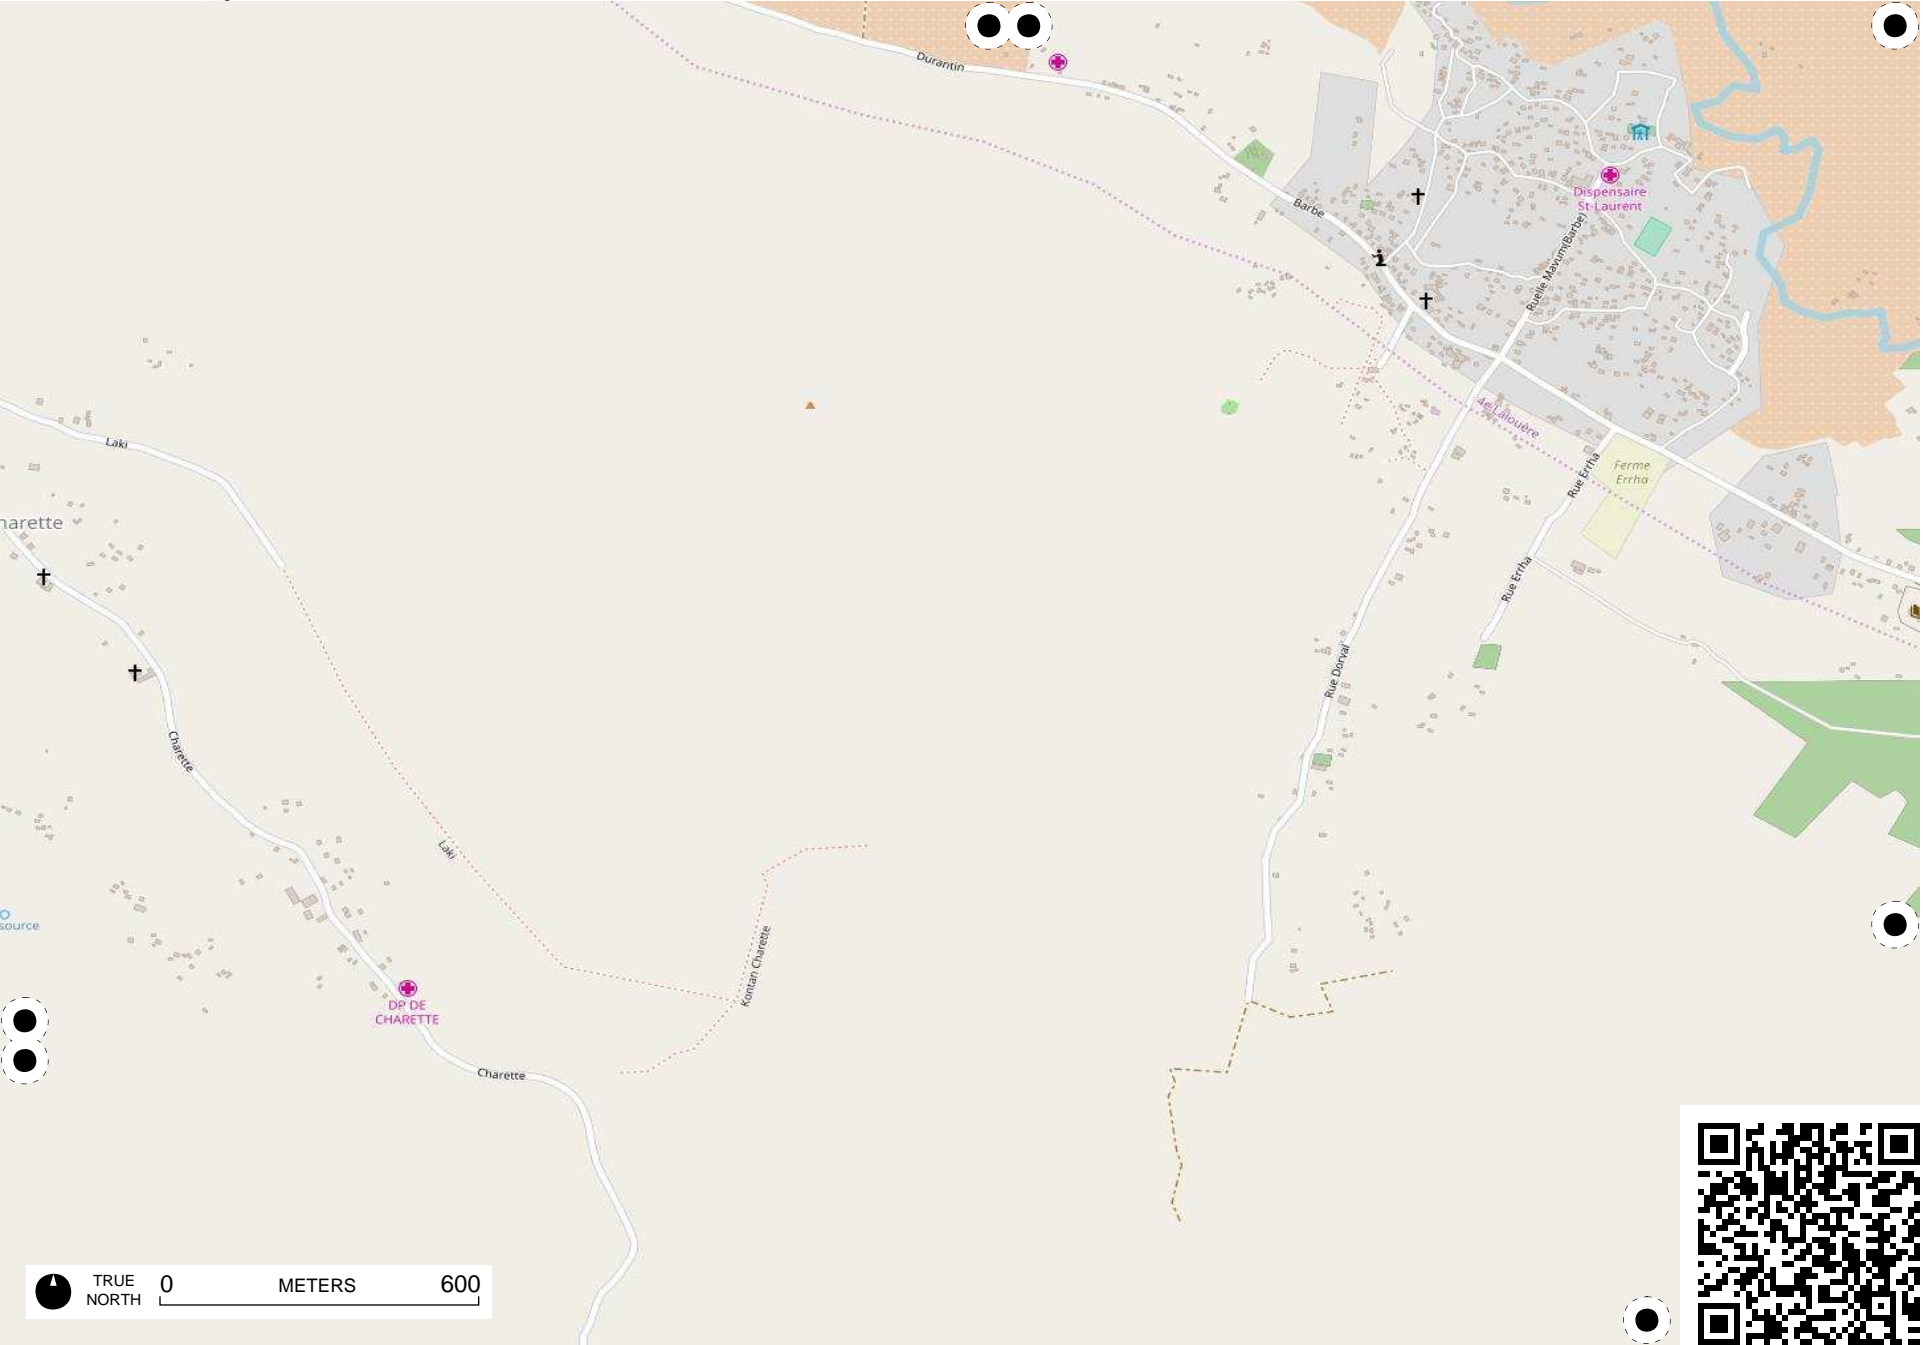 Durantin
Barbe
Dispensaire
St-Laurent
Ruelle Mavum(Barbe)
4e Lalouère
Laki
Ferme
Errha
Rue Errha
harette
Rue Errha
Rue Dorval
Charette
Laki
source
Kontan Charette
DP DE
CHARETTE
Charette
TRUE
NORTH
0 METERS 600